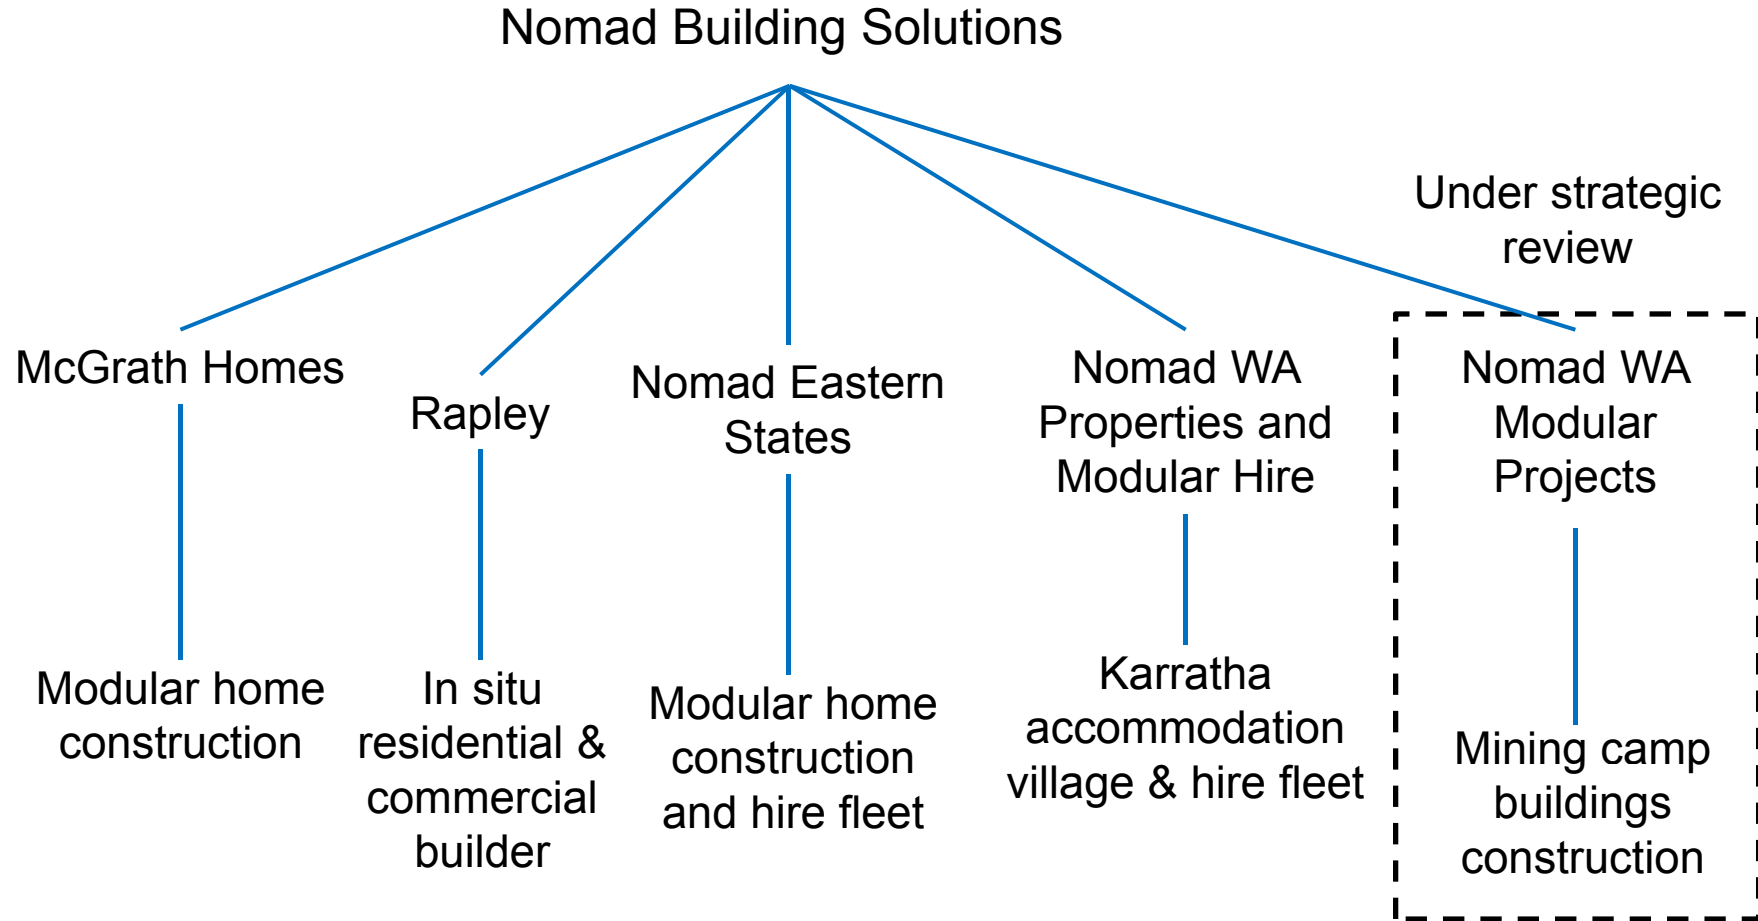 Nomad Building Solutions
Under strategic
review
McGrath Homes
Rapley
Nomad Eastern
States
Nomad WA
Properties and
Modular Hire
Nomad WA
Modular
Projects
Modular home
construction
In situ
residential &
commercial
builder
Modular home
construction
and hire fleet
Karratha
accommodation
village & hire fleet
Mining camp
buildings
construction